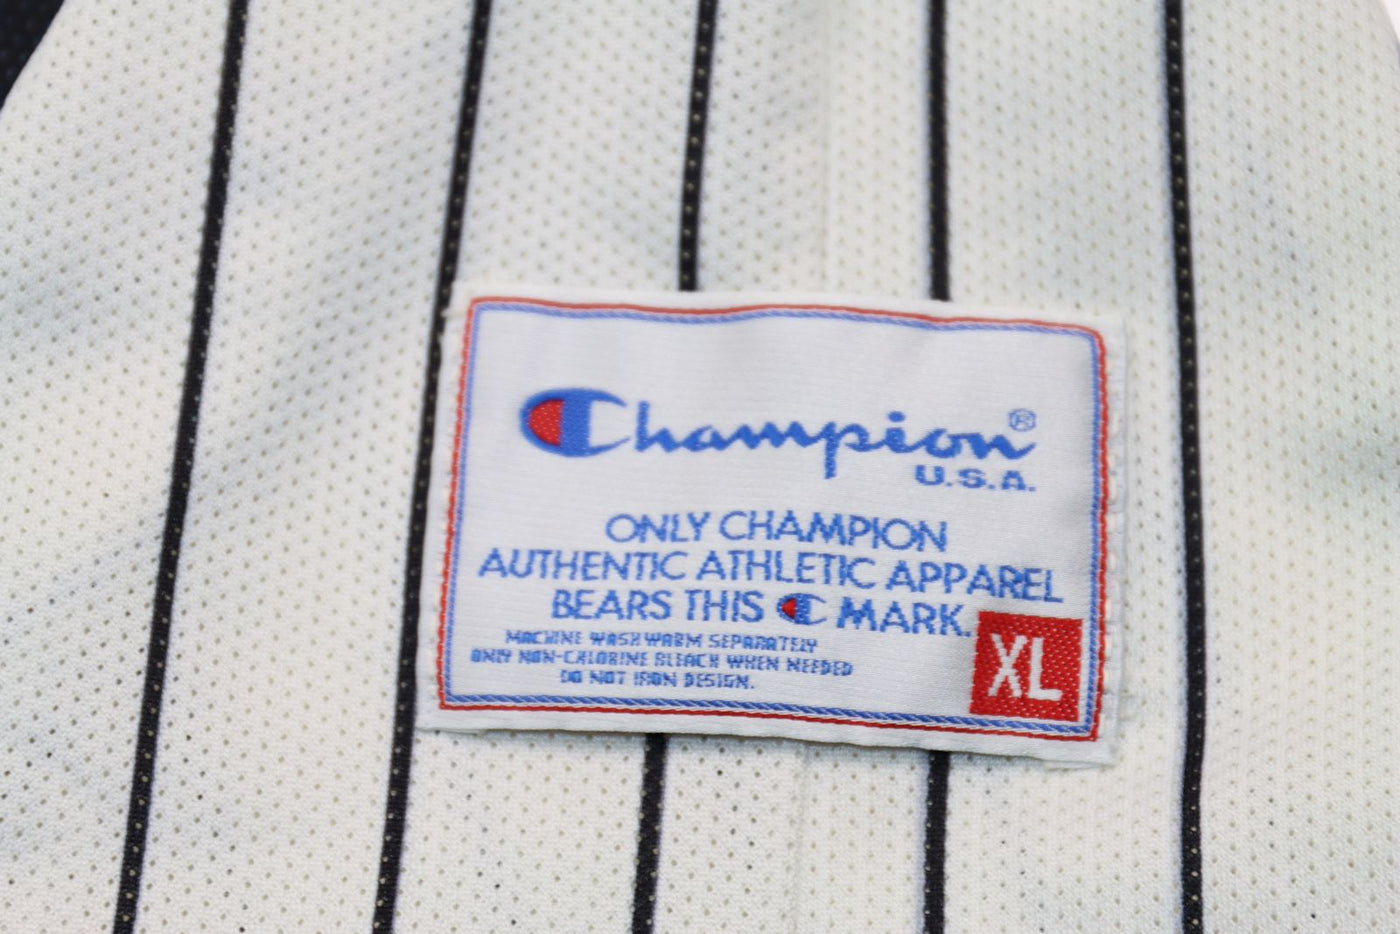 Champion®
U.S.A.
ONLY CHAMPION
AUTHENTIC ATHLETIC APPAREL
BEARS THIS C MARK.
MACHINE WASH WARM SEPARATELY
ONLY NON-CHLORINE BLEACH WHEN NEEDED
DO NOT IRON DESIGN.
XL